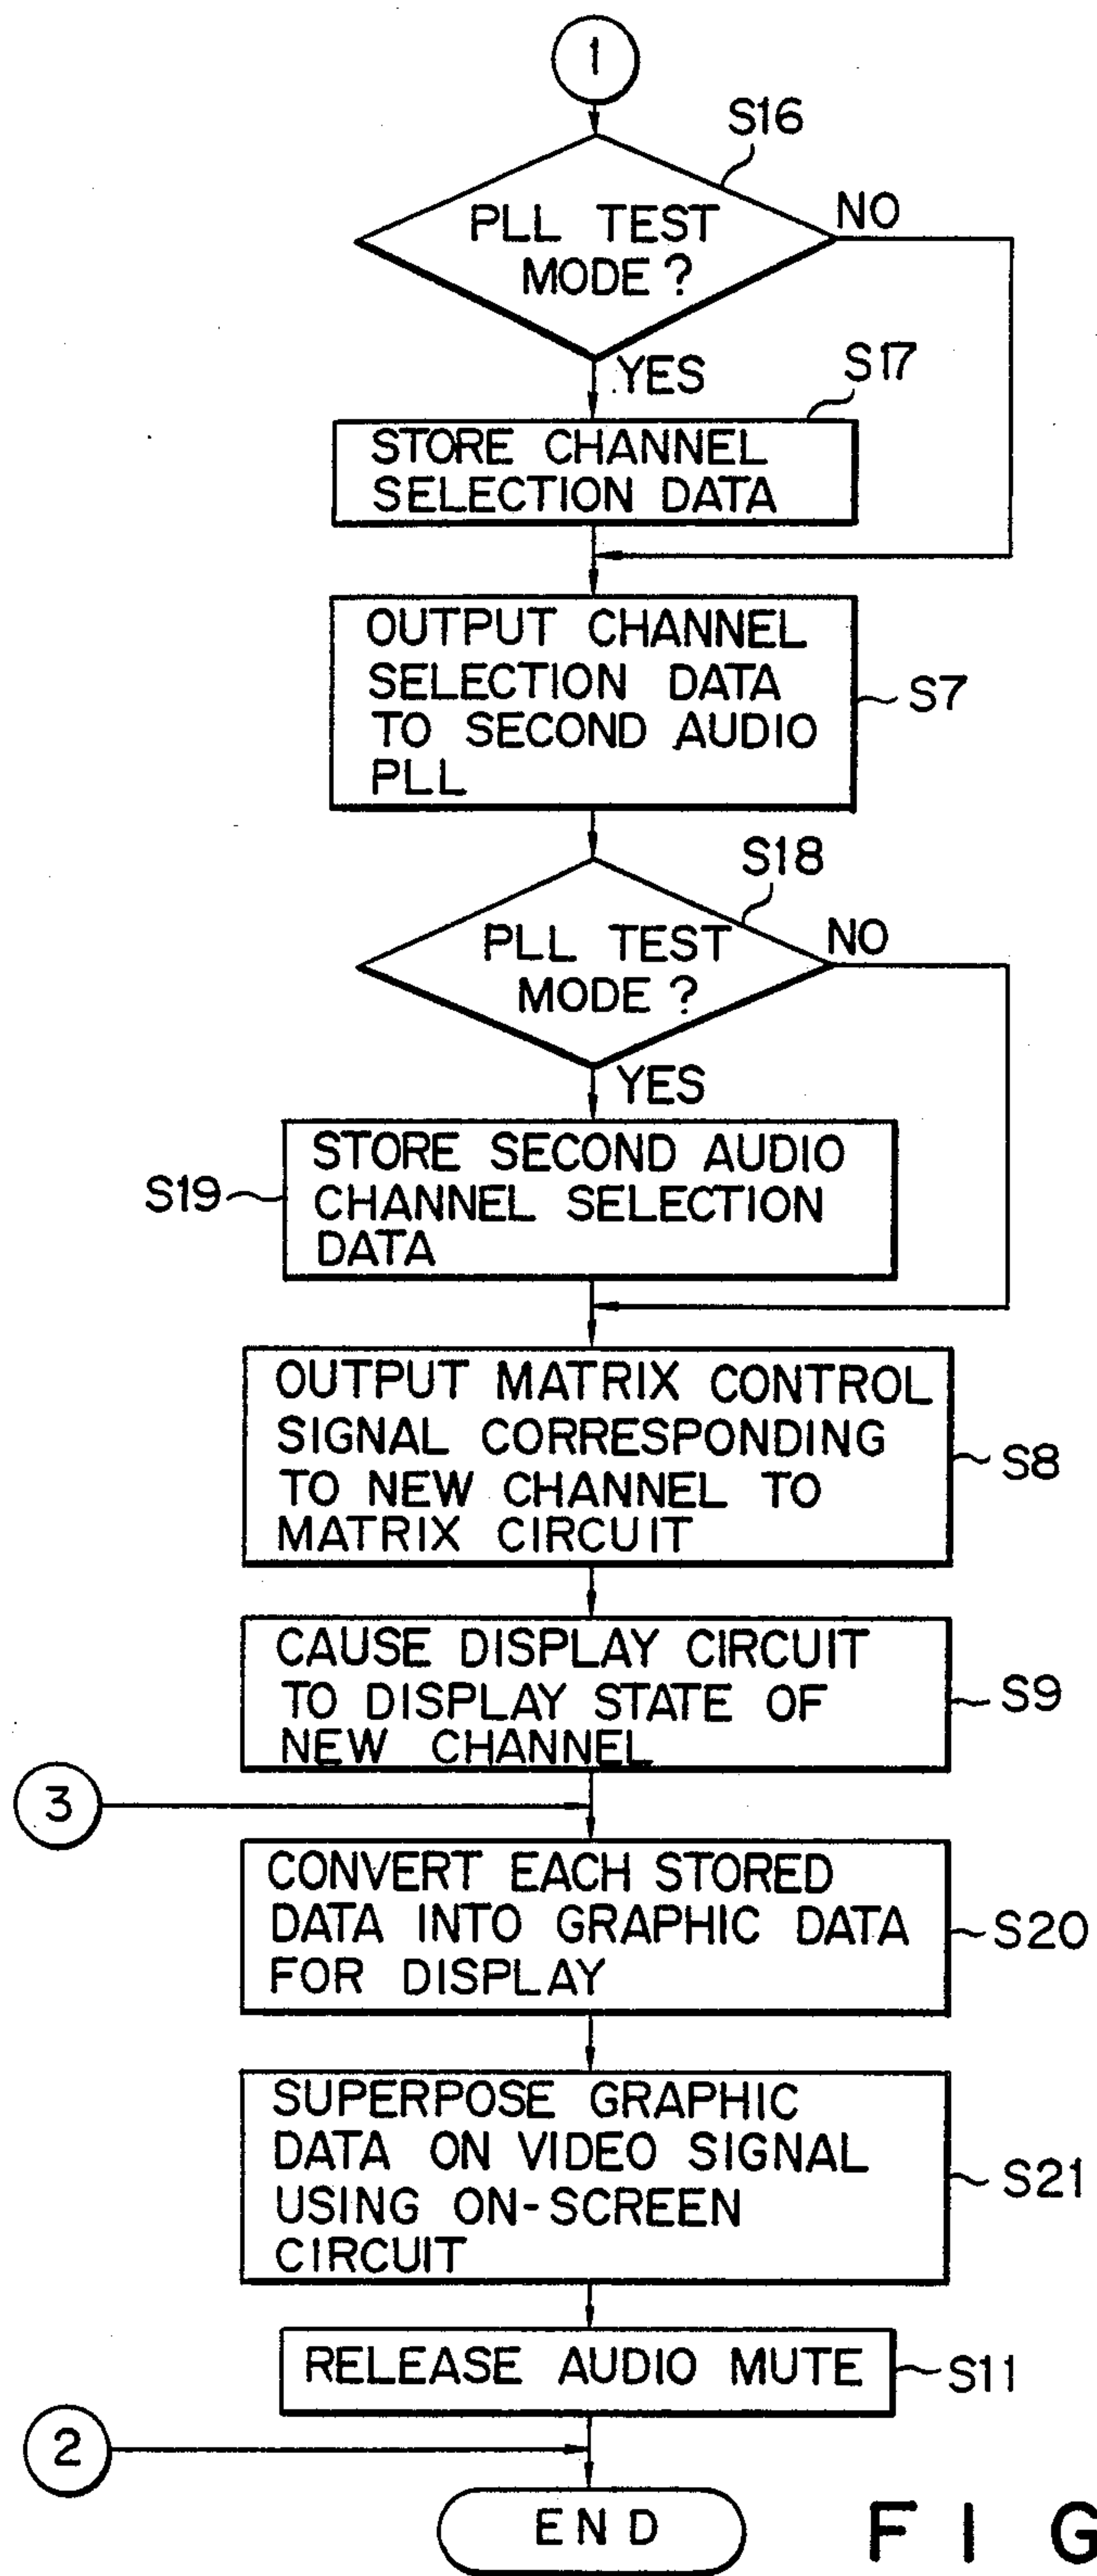 1
S16
PLL TEST
MODE?
NO
YES
S17
STORE CHANNEL
SELECTION DATA
OUTPUT CHANNEL
SELECTION DATA
TO SECOND AUDIO
PLL
S7
S18
PLL TEST
MODE?
NO
YES
STORE SECOND AUDIO
CHANNEL SELECTION
DATA
S19
OUTPUT MATRIX CONTROL
SIGNAL CORRESPONDING
TO NEW CHANNEL TO
MATRIX CIRCUIT
S8
CAUSE DISPLAY CIRCUIT
TO DISPLAY STATE OF
NEW CHANNEL
S9
3
CONVERT EACH STORED
DATA INTO GRAPHIC DATA
FOR DISPLAY
S20
SUPERPOSE GRAPHIC
DATA ON VIDEO SIGNAL
USING ON-SCREEN
CIRCUIT
S21
RELEASE AUDIO MUTE
S11
2
END
FIG